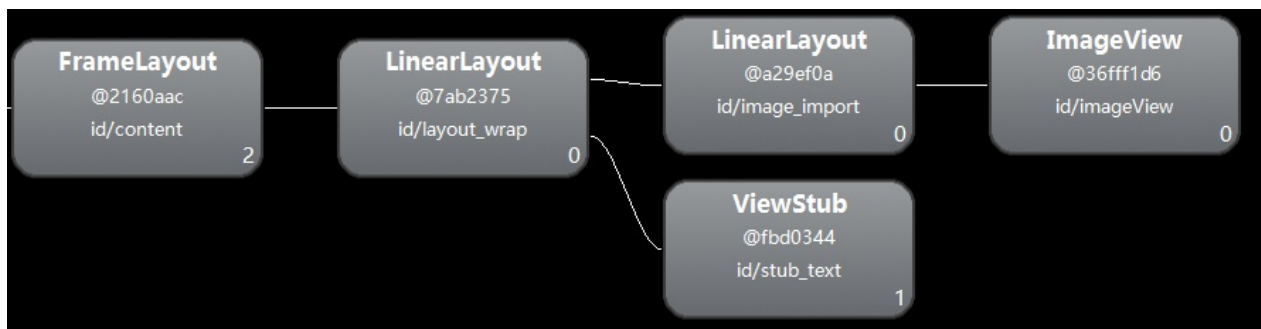 FrameLayout
@2160aac
id/content
2
LinearLayout
@7ab2375
id/layout_wrap
0
LinearLayout
@a29ef0a
id/image_import
0
ImageView
@36fff1d6
id/imageView
0
ViewStub
@fbd0344
id/stub_text
1